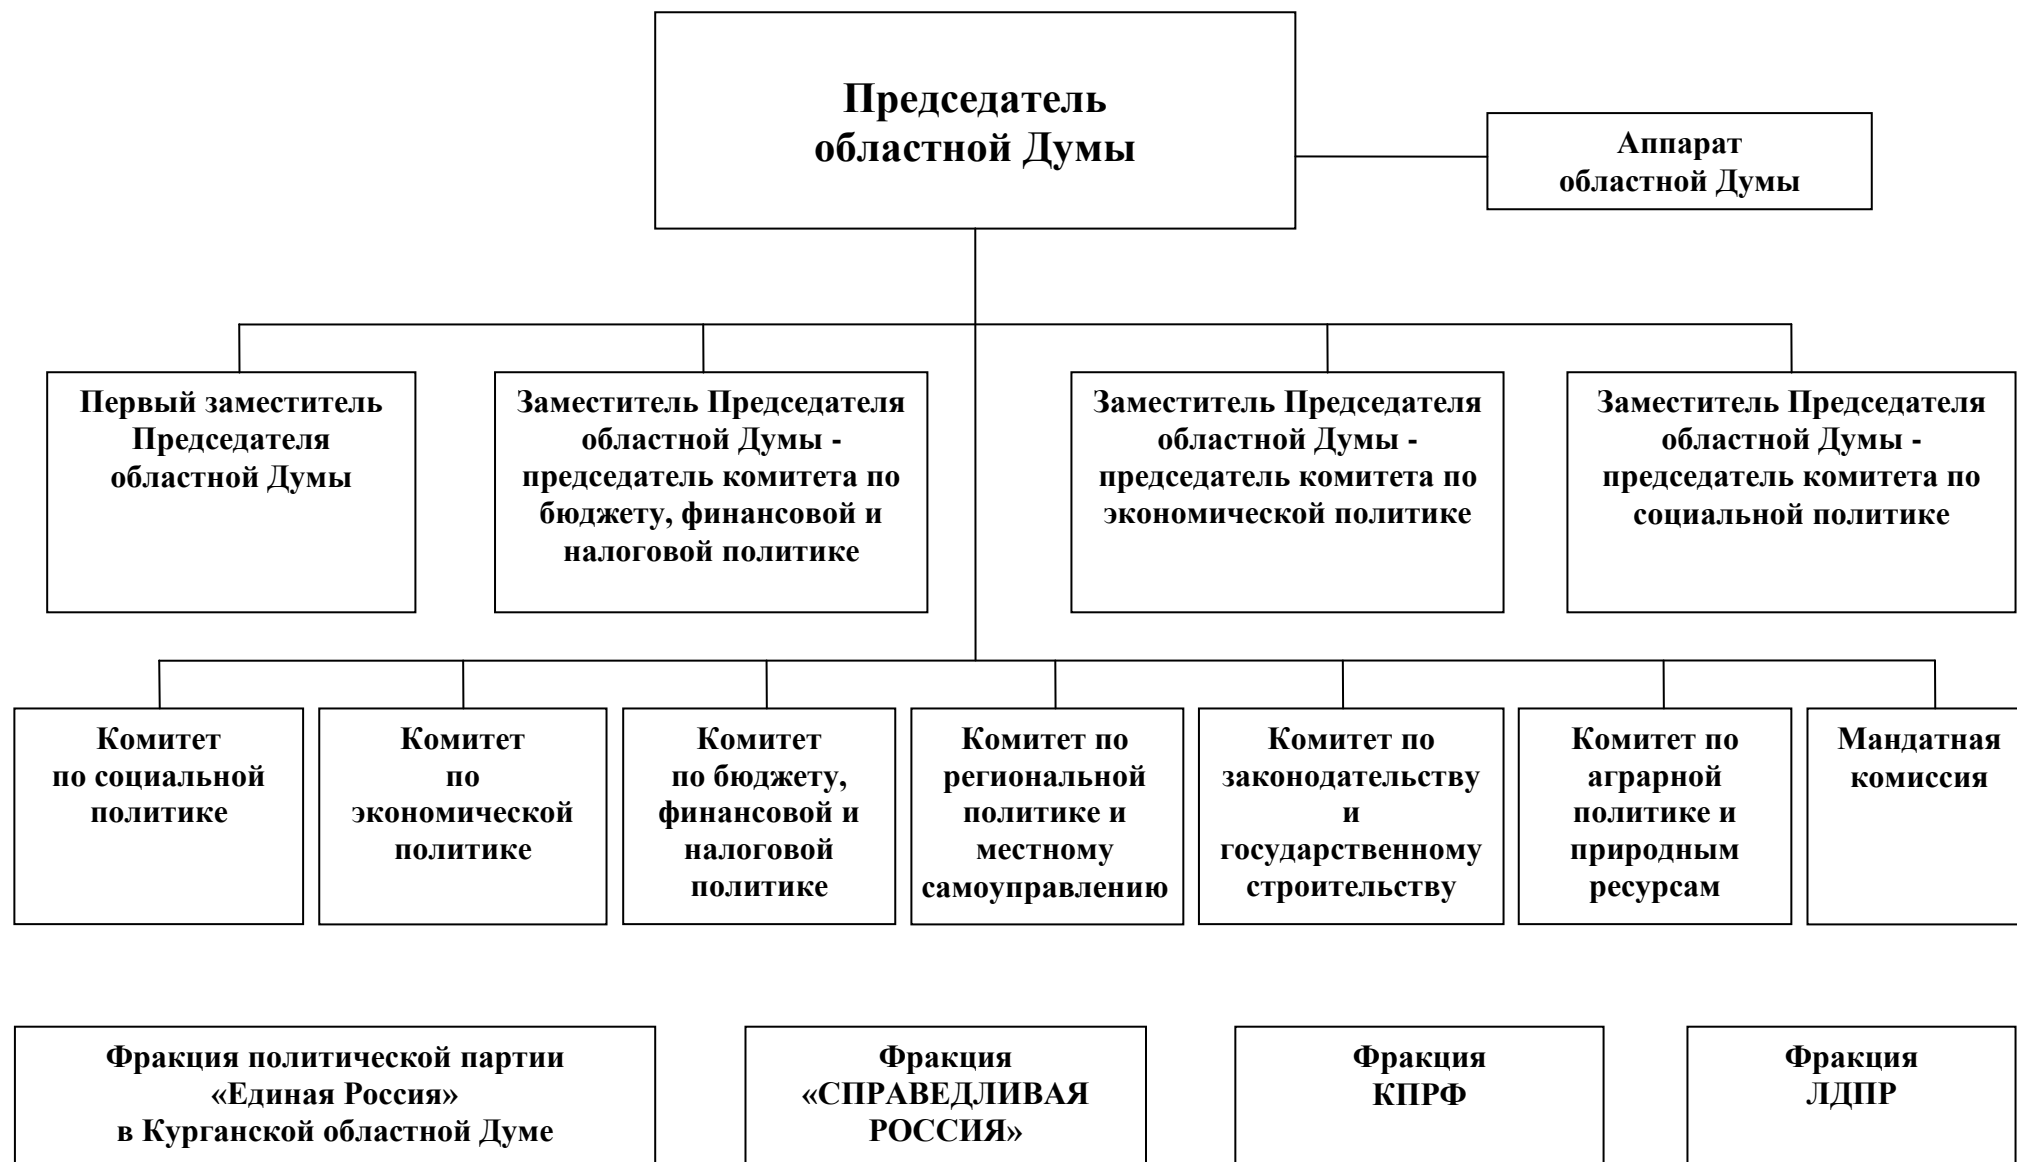 Председатель
областной Думы
Аппарат
областной Думы
Первый заместитель
Председателя
областной Думы
Заместитель Председателя
областной Думы -
председатель комитета по
бюджету, финансовой и
налоговой политике
Заместитель Председателя
областной Думы -
председатель комитета по
экономической политике
Заместитель Председателя
областной Думы -
председатель комитета по
социальной политике
Комитет
по социальной
политике
Комитет
по
экономической
политике
Комитет
по бюджету,
финансовой и
налоговой
политике
Комитет по
региональной
политике и
местному
самоуправлению
Комитет по
законодательству
и
государственному
строительству
Комитет по
аграрной
политике и
природным
ресурсам
Мандатная
комиссия
Фракция политической партии
«Единая Россия»
в Курганской областной Думе
Фракция
«СПРАВЕДЛИВАЯ
РОССИЯ»
Фракция
КПРФ
Фракция
ЛДПР